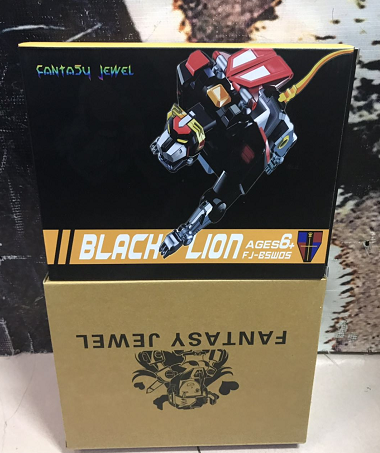 FANTASY JEWEL
BLACK LION
AGES6+
FJ-BSW05
FANTASY JEWEL